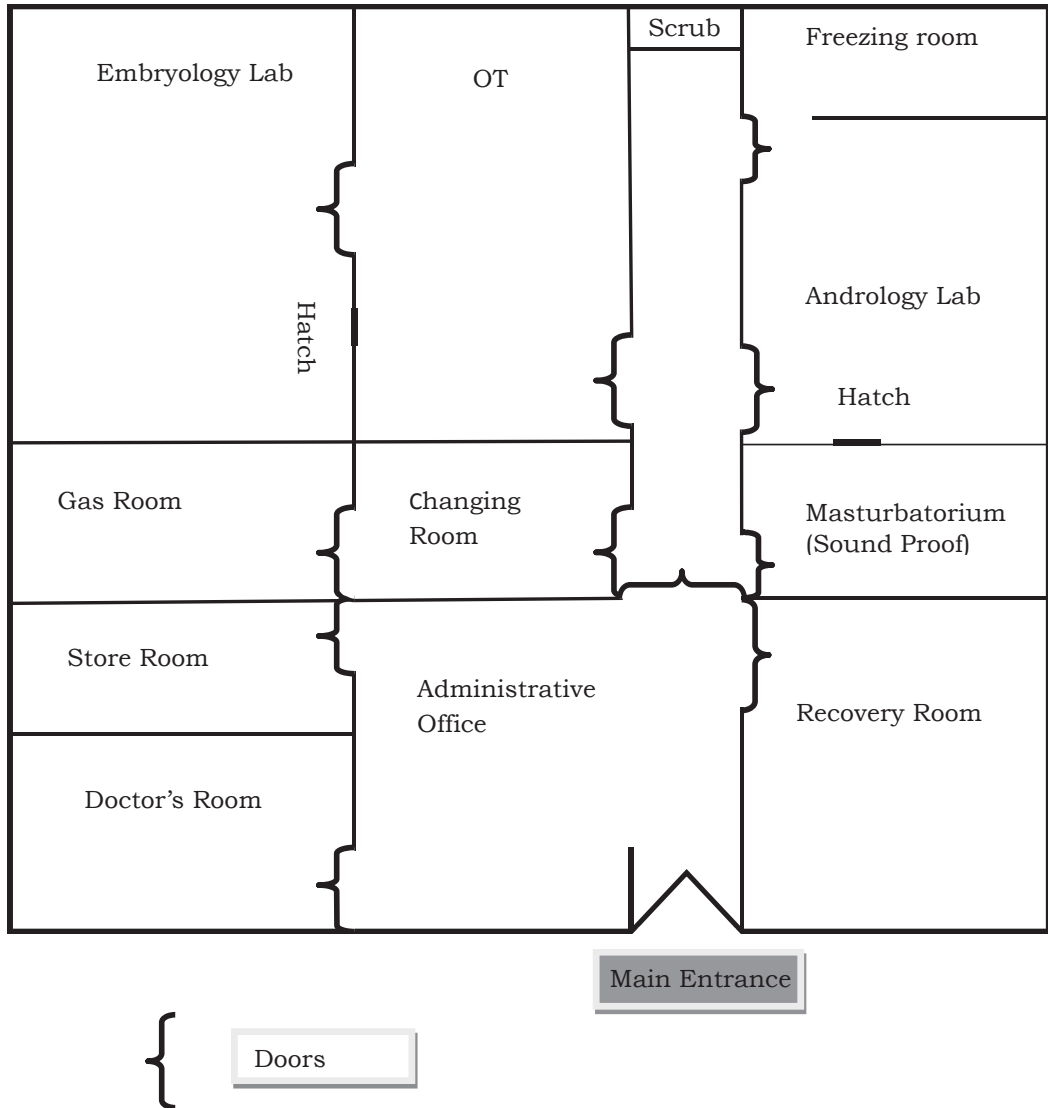 Scrub
Freezing room
Embryology Lab
OT
Hatch
Andrology Lab
Hatch
Gas Room
Changing
Room
Masturbatorium
(Sound Proof)
Store Room
Administrative
Office
Recovery Room
Doctor’s Room
Main Entrance
Doors